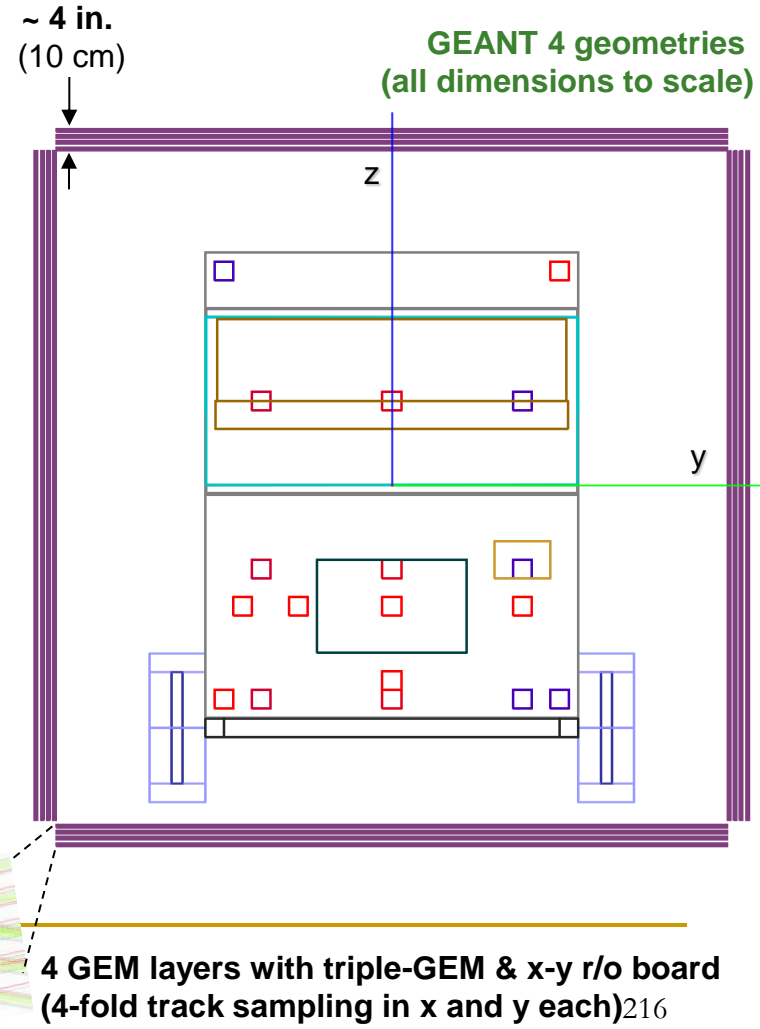 ~ 4 in.
(10 cm)
GEANT 4 geometries
(all dimensions to scale)
z
y
4 GEM layers with triple-GEM & x-y r/o board
(4-fold track sampling in x and y each)216